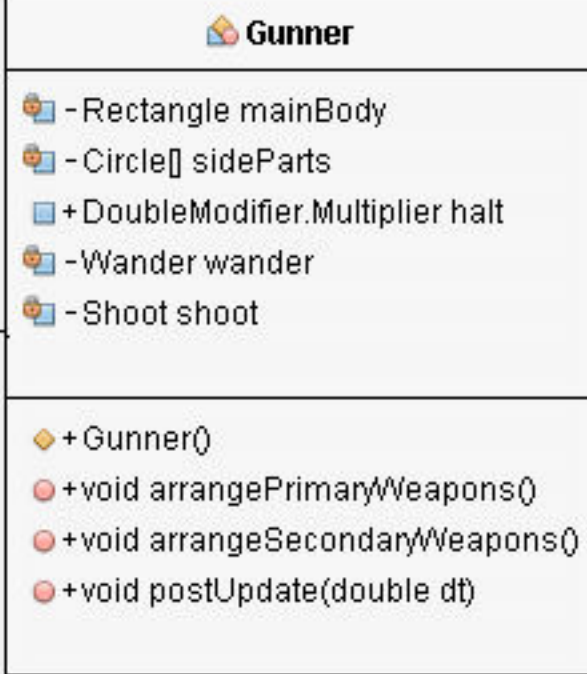 Gunner
-Rectangle mainBody
-Circle[] sideParts
+DoubleModifier.Multiplier halt
-Wander wander
-Shoot shoot
+Gunner()
+void arrangePrimaryWeapons()
+void arrangeSecondaryWeapons()
+void postUpdate(double dt)